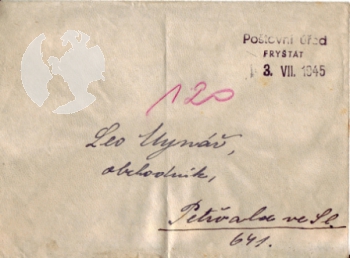 Poštovní úřad
FRYŠTÁT
3. VII. 1945
120
Leo Mynář,
obchodník,
Petřvald ve Sl.
641.